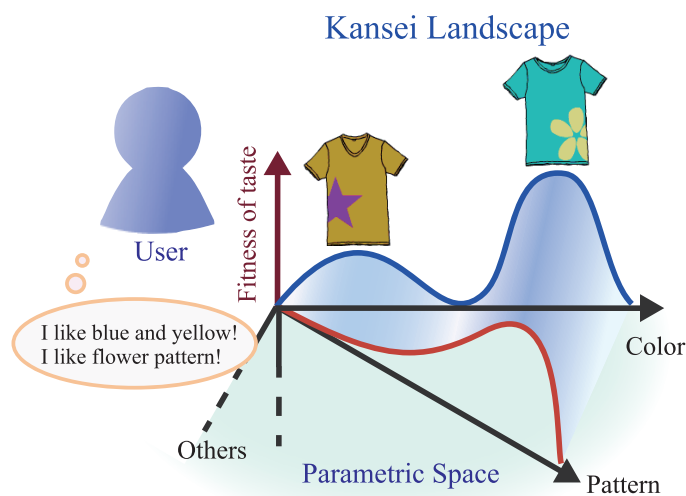 Kansei Landscape
Fitness of taste
User
I like blue and yellow!
I like flower pattern!
Color
Others
Parametric Space
Pattern